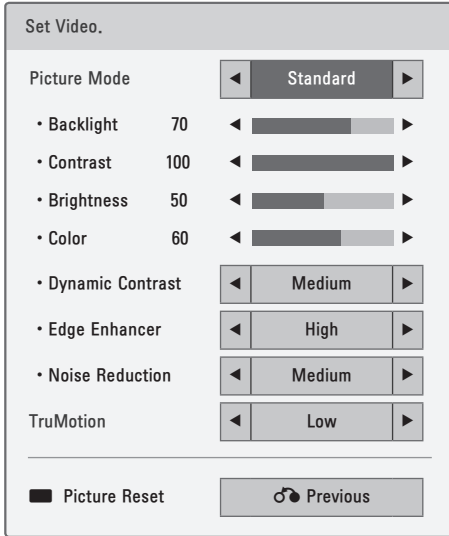 Set Video.
Picture Mode Standard
• Backlight 70
• Contrast 100
• Brightness 50
• Color 60
• Dynamic Contrast Medium
• Edge Enhancer High
• Noise Reduction Medium
TruMotion Low
Picture Reset Previous